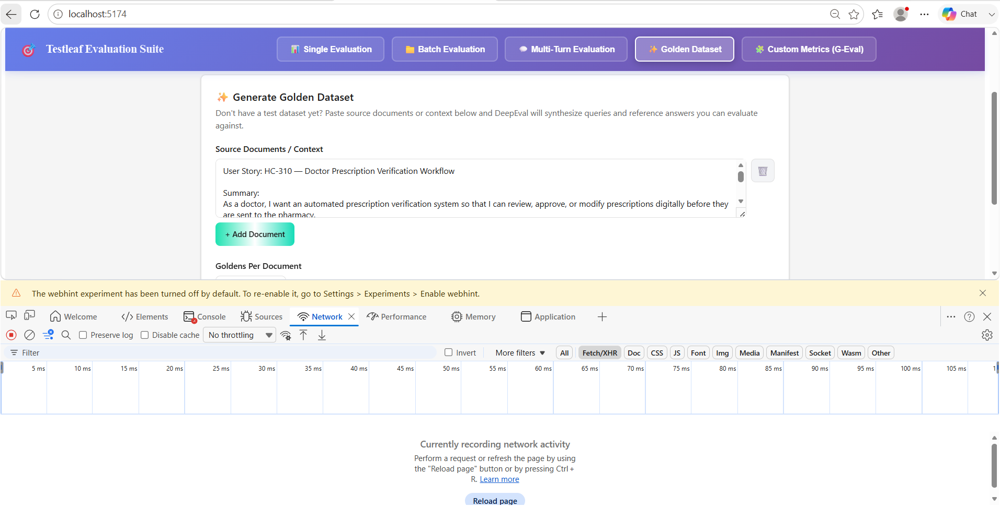 localhost:5174
Chat
Testleaf Evaluation Suite
Single Evaluation
Batch Evaluation
Multi-Turn Evaluation
Golden Dataset
Custom Metrics (G-Eval)
Generate Golden Dataset
Don't have a test dataset yet? Paste source documents or context below and DeepEval will synthesize queries and reference answers you can evaluate
against.
Source Documents / Context
User Story: HC-310 — Doctor Prescription Verification Workflow
Summary:
As a doctor, I want an automated prescription verification system so that I can review, approve, or modify prescriptions digitally before they
are sent to the pharmacy.
+ Add Document
Goldens Per Document
The webhint experiment has been turned off by default. To re-enable it, go to Settings > Experiments > Enable webhint.
Welcome
Elements
Console
Sources
Network
Performance
Memory
Application
Preserve log
Disable cache
No throttling
Filter
Invert
More filters
All
Fetch/XHR
Doc
CSS
JS
Font
Img
Media
Manifest
Socket
Wasm
Other
5 ms
10 ms
15 ms
20 ms
25 ms
30 ms
35 ms
40 ms
45 ms
50 ms
55 ms
60 ms
65 ms
70 ms
75 ms
80 ms
85 ms
90 ms
95 ms
100 ms
105 ms
1
Currently recording network activity
Perform a request or refresh the page by using
the "Reload page" button or by pressing Ctrl +
R. Learn more
Reload page